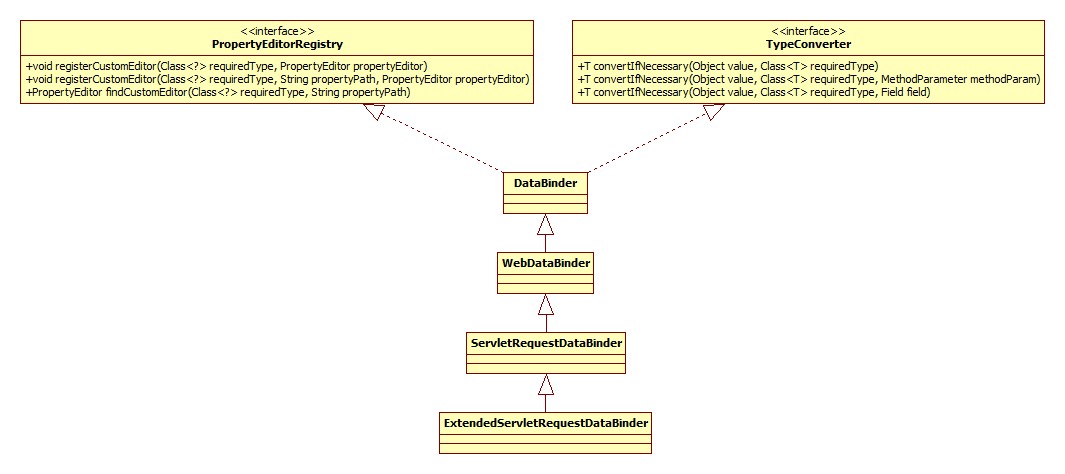 <<interface>>
PropertyEditorRegistry
+void registerCustomEditor(Class<?> requiredType, PropertyEditor propertyEditor)
+void registerCustomEditor(Class<?> requiredType, String propertyPath, PropertyEditor propertyEditor)
+PropertyEditor findCustomEditor(Class<?> requiredType, String propertyPath)
<<interface>>
TypeConverter
+T convertIfNecessary(Object value, Class<T> requiredType)
+T convertIfNecessary(Object value, Class<T> requiredType, MethodParameter methodParam)
+T convertIfNecessary(Object value, Class<T> requiredType, Field field)
DataBinder
WebDataBinder
ServletRequestDataBinder
ExtendedServletRequestDataBinder